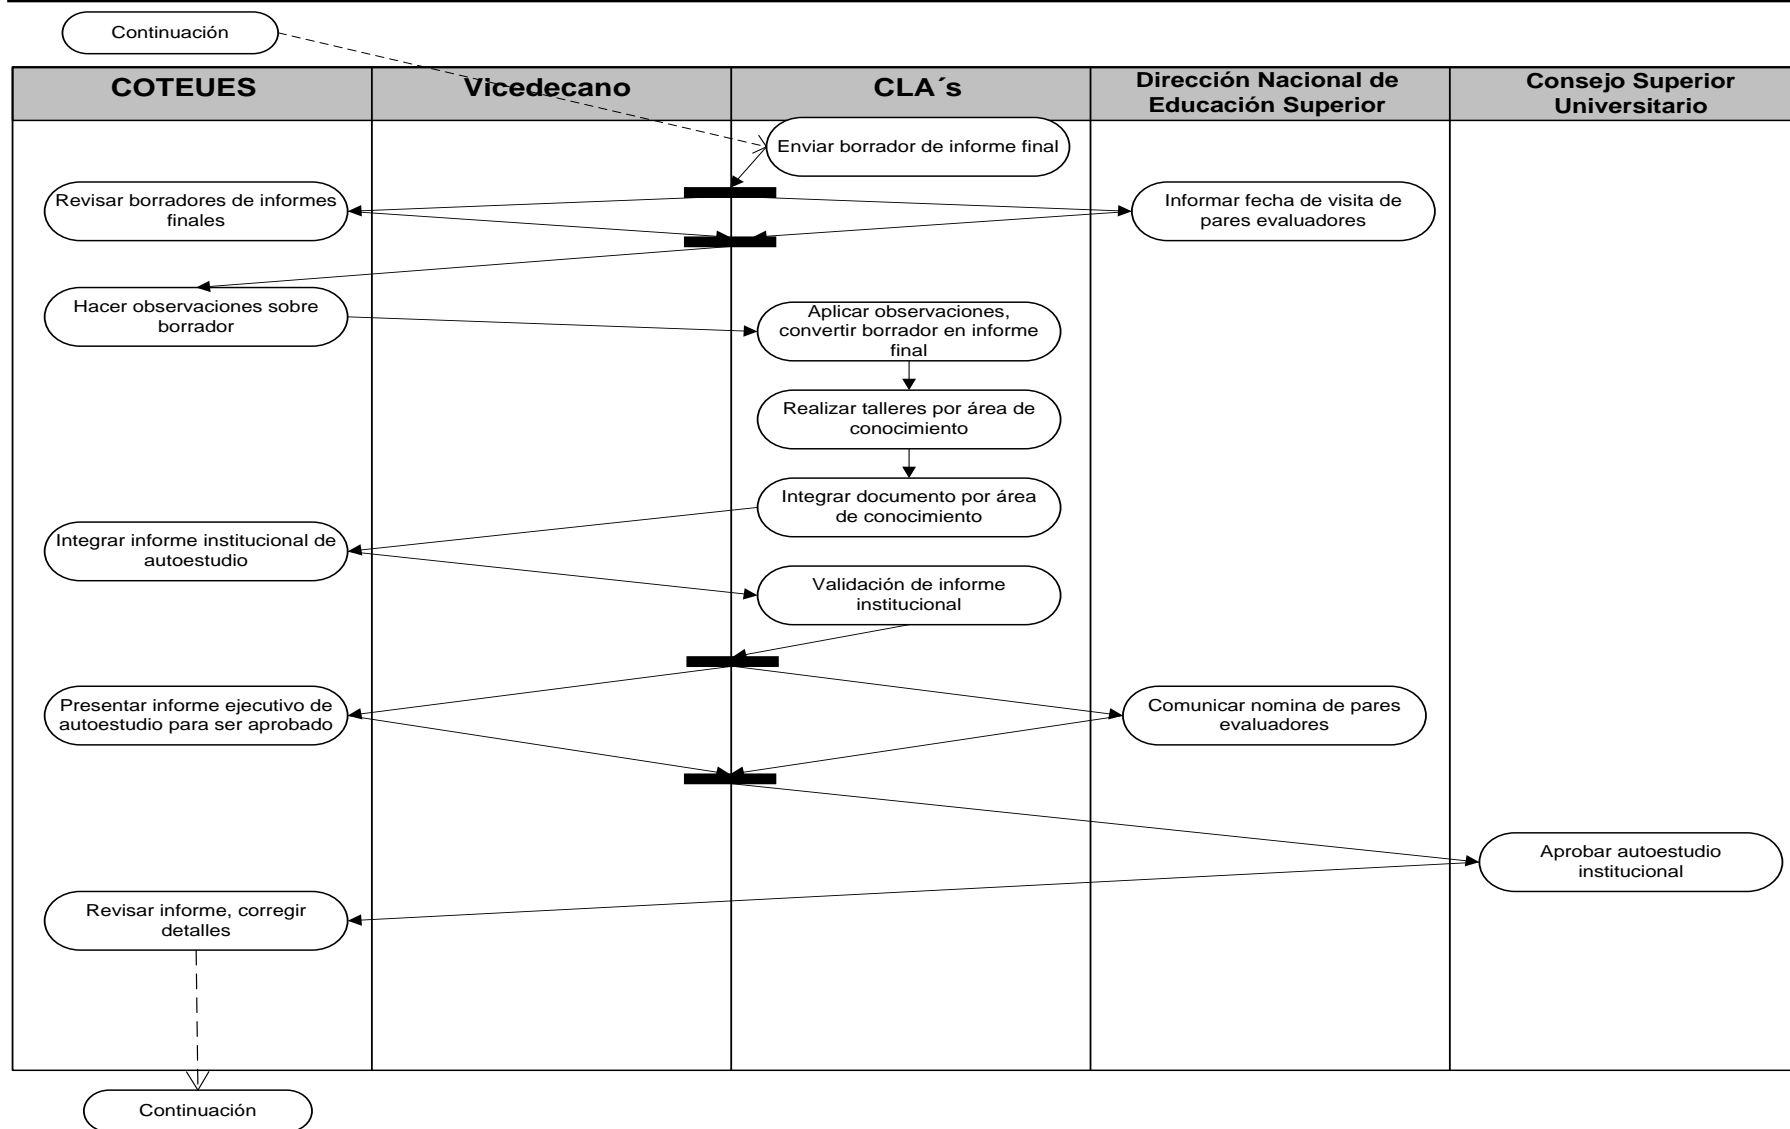 Continuación
COTEUES
Vicedecano
CLA´s
Dirección Nacional de
Educación Superior
Consejo Superior
Universitario
Enviar borrador de informe final
Revisar borradores de informes
finales
Informar fecha de visita de
pares evaluadores
Hacer observaciones sobre
borrador
Aplicar observaciones,
convertir borrador en informe
final
Realizar talleres por área de
conocimiento
Integrar documento por área
de conocimiento
Integrar informe institucional de
autoestudio
Validación de informe
institucional
Presentar informe ejecutivo de
autoestudio para ser aprobado
Comunicar nomina de pares
evaluadores
Aprobar autoestudio
institucional
Revisar informe, corregir
detalles
Continuación